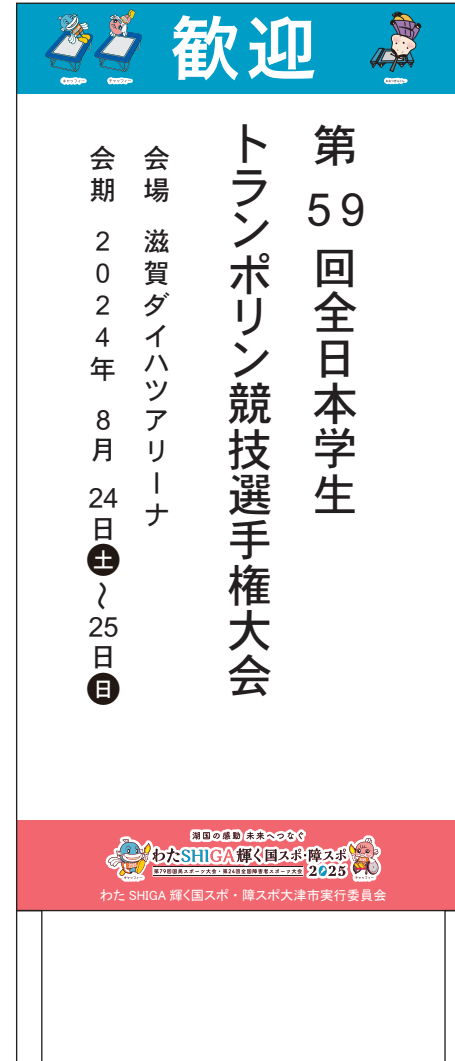 歓迎
第59回全日本学生
トランポリン競技選手権大会
会場 滋賀ダイハツアリーナ
会期 2024年 8月 24日土～25日日
湖国の感動 未来へつなぐ
わたSHIGA輝く国スポ・障スポ
第79回国民スポーツ大会・第24回全国障害者スポーツ大会 2025
わた SHIGA 輝く国スポ・障スポ大津市実行委員会